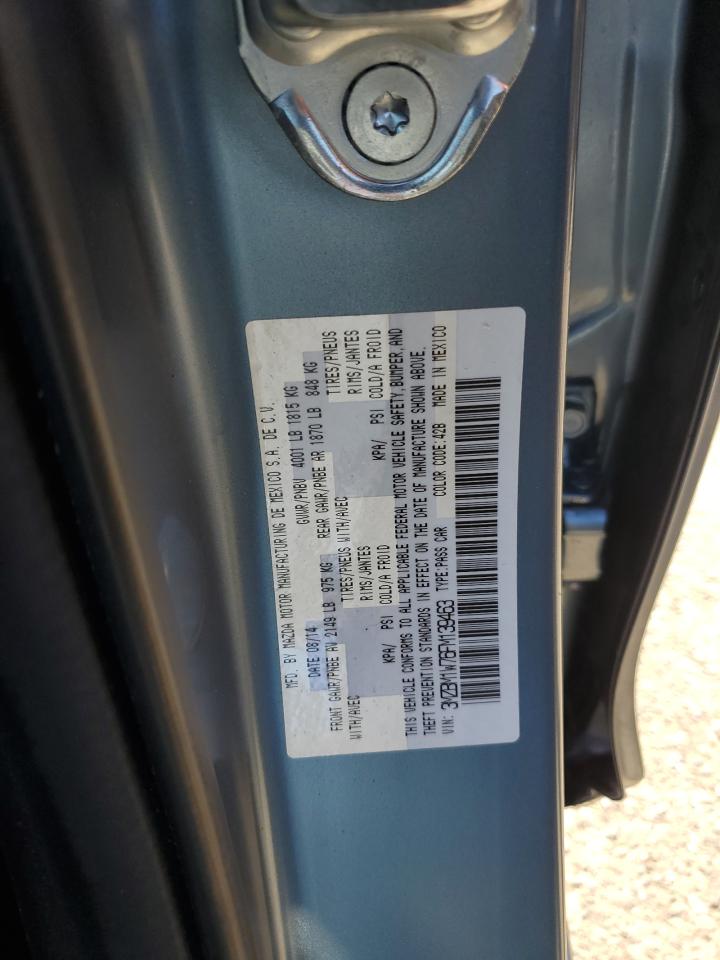 MFD. BY MAZDA MOTOR MANUFACTURING DE MEXICO S.A. DE C.V.
DATE 08/14 GVWR/PNBV 4001 LB 1815 KG
FRONT GAWR/PNBE AV 2149 LB 975 KG REAR GAWR/PNBE AR 1870 LB 848 KG
WITH/AVEC TIRES/PNEUS WITH/AVEC TIRES/PNEUS
RIMS/JANTES RIMS/JANTES
KPA/ PSI COLD/A FROID KPA/ PSI COLD/A FROID
THIS VEHICLE CONFORMS TO ALL APPLICABLE FEDERAL MOTOR VEHICLE SAFETY, BUMPER, AND
THEFT PREVENTION STANDARDS IN EFFECT ON THE DATE OF MANUFACTURE SHOWN ABOVE.
VIN: 3MZBM1W76FM139463 TYPE:PASS CAR COLOR CODE:42B MADE IN MEXICO